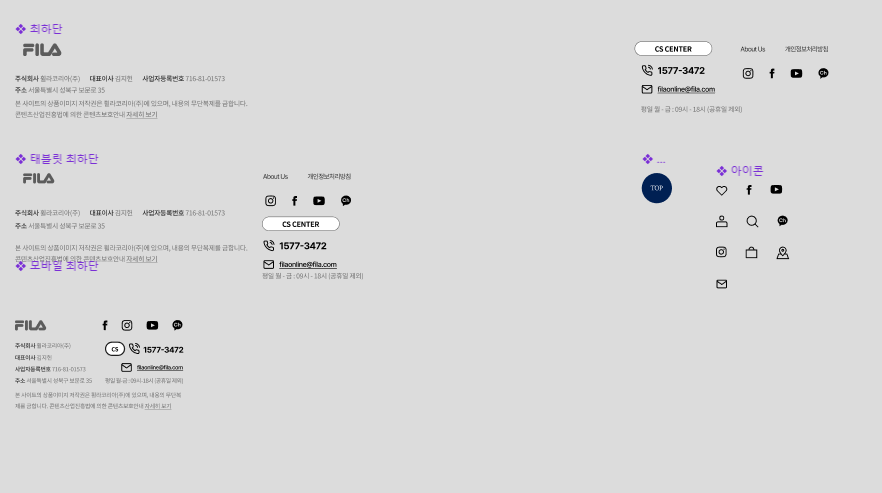 최하단
FILA
주식회사 휠라코리아(주) 대표이사 김지헌 사업자등록번호 716-81-01573
주소 서울특별시 성북구 보문로 35
본 사이트의 상품이미지 저작권은 휠라코리아(주)에 있으며, 내용의 무단복제를 금합니다.
콘텐츠산업진흥법에 의한 콘텐츠보호안내 자세히 보기
CS CENTER About Us 개인정보처리방침
1577-3472
Ch
filaonline@fila.com
평일 월 - 금 : 09시 - 18시 (공휴일 제외)
태블릿 최하단
FILA
주식회사 휠라코리아(주) 대표이사 김지헌 사업자등록번호 716-81-01573
주소 서울특별시 성북구 보문로 35
본 사이트의 상품이미지 저작권은 휠라코리아(주)에 있으며, 내용의 무단복제를 금합니다.
콘텐츠산업진흥법에 의한 콘텐츠보호안내 자세히 보기
About Us 개인정보처리방침
Ch
CS CENTER
1577-3472
filaonline@fila.com
평일 월 - 금 : 09시 - 18시 (공휴일 제외)
...
TOP
아이콘
Ch
모바일 최하단
FILA
Ch
주식회사 휠라코리아(주)
대표이사 김지헌
사업자등록번호 716-81-01573
주소 서울특별시 성북구 보문로 35
CS 1577-3472
filaonline@fila.com
평일 월-금 : 09시-18시 (공휴일 제외)
본 사이트의 상품이미지 저작권은 휠라코리아(주)에 있으며, 내용의 무단복
제를 금합니다. 콘텐츠산업진흥법에 의한 콘텐츠보호안내 자세히 보기